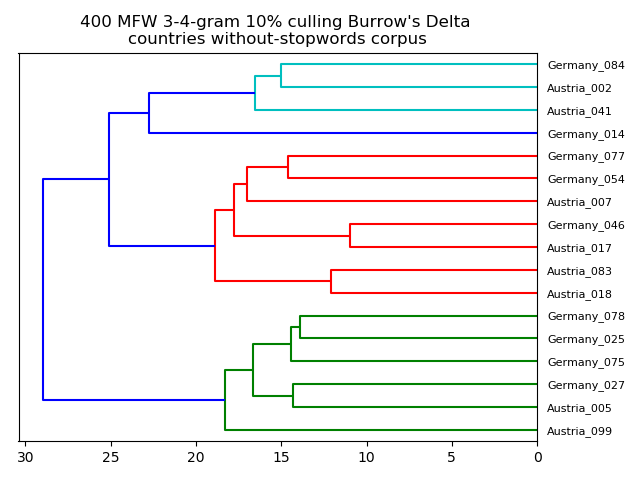 400 MFW 3-4-gram 10% culling Burrow's Delta
countries without-stopwords corpus
Germany_084
Austria_002
Austria_041
Germany_014
Germany_077
Germany_054
Austria_007
Germany_046
Austria_017
Austria_083
Austria_018
Germany_078
Germany_025
Germany_075
Germany_027
Austria_005
Austria_099
30 25 20 15 10 5 0